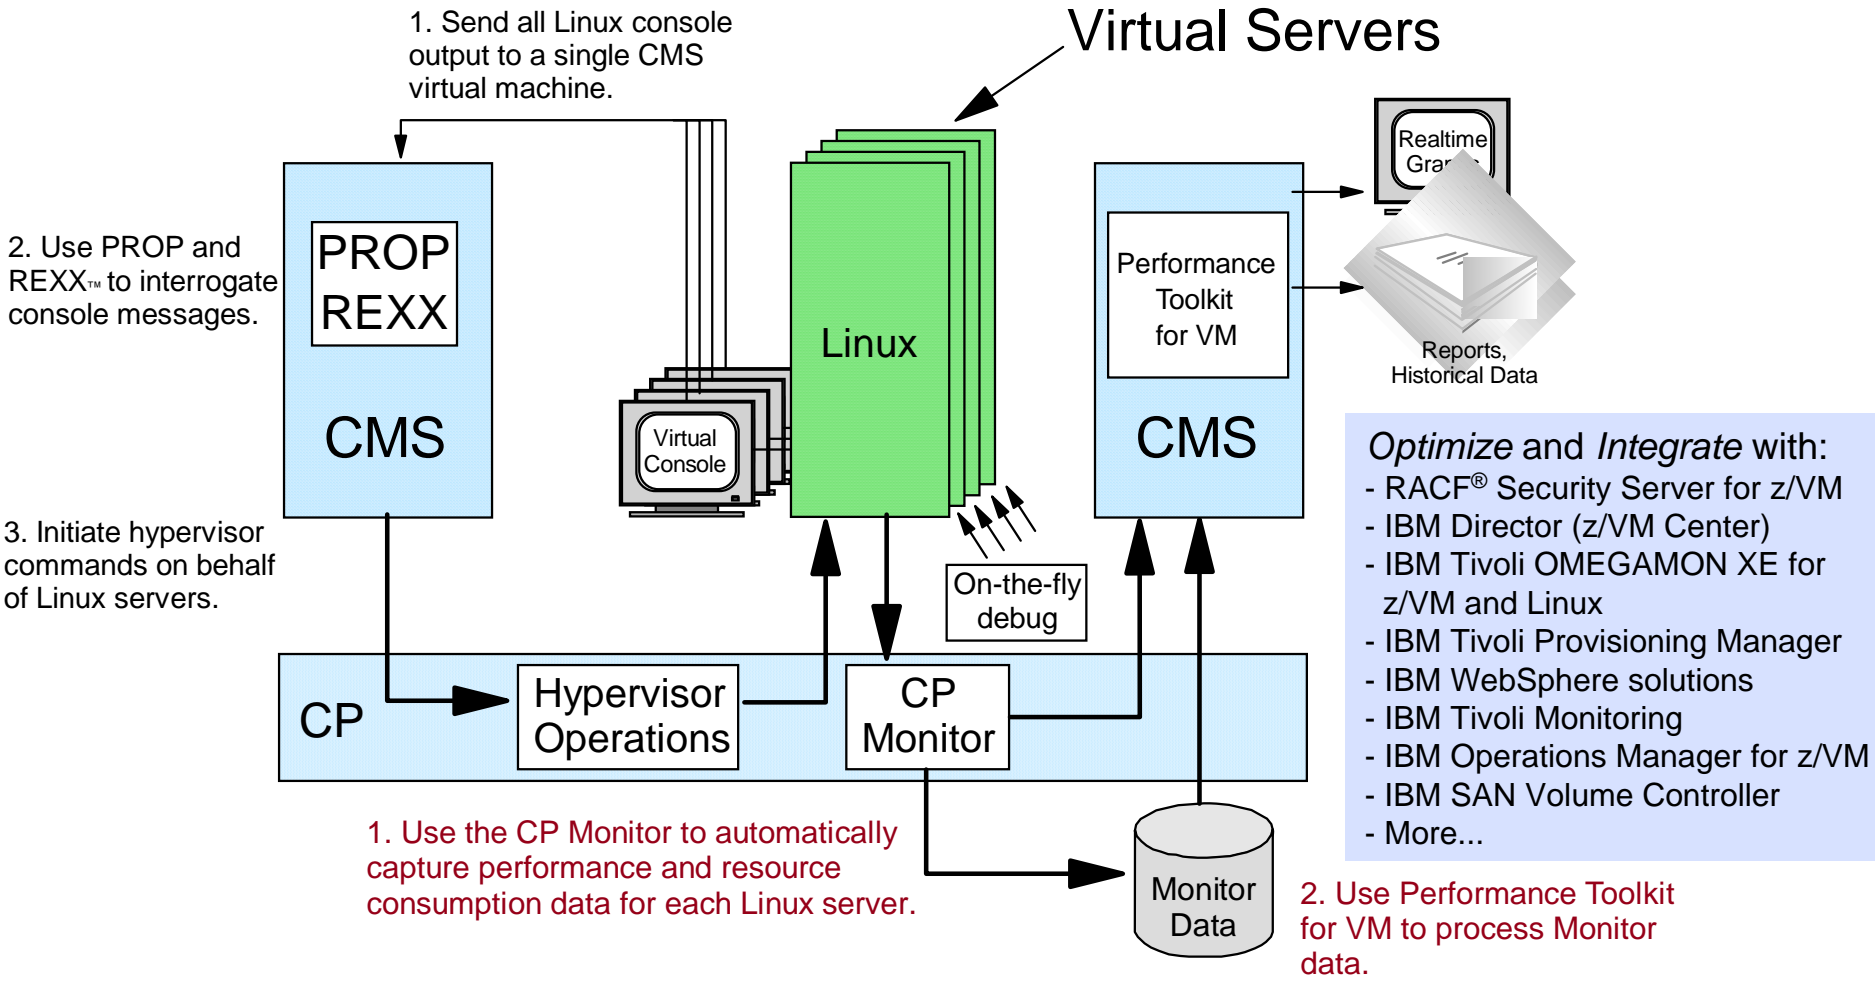 1. Send all Linux console
output to a single CMS
virtual machine.
Virtual Servers
Realtime
Graphs
2. Use PROP and
REXX™ to interrogate
console messages.
PROP
REXX
CMS
Virtual
Console
Linux
Performance
Toolkit
for VM
CMS
Reports,
Historical Data
3. Initiate hypervisor
commands on behalf
of Linux servers.
On-the-fly
debug
CP
Hypervisor
Operations
CP
Monitor
Optimize and Integrate with:
- RACF® Security Server for z/VM
- IBM Director (z/VM Center)
- IBM Tivoli OMEGAMON XE for
z/VM and Linux
- IBM Tivoli Provisioning Manager
- IBM WebSphere solutions
- IBM Tivoli Monitoring
- IBM Operations Manager for z/VM
- IBM SAN Volume Controller
- More...
1. Use the CP Monitor to automatically
capture performance and resource
consumption data for each Linux server.
Monitor
Data
2. Use Performance Toolkit
for VM to process Monitor
data.